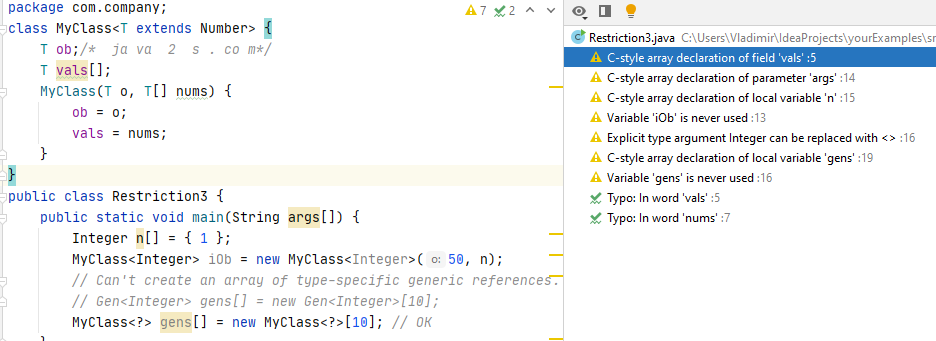 package com.company;
class MyClass<T extends Number> {
T ob;/*  ja va  2  s . co m*/
T vals[];
MyClass(T o, T[] nums) {
ob = o;
vals = nums;
}
}
public class Restriction3 {
public static void main(String args[]) {
Integer n[] = { 1 };
MyClass<Integer> iOb = new MyClass<Integer>( o: 50, n);
// Can't create an array of type-specific generic references.
// Gen<Integer> gens[] = new Gen<Integer>[10];
MyClass<?> gens[] = new MyClass<?>[10]; // OK
7 2
Restriction3.java C:\Users\Vladimir\IdeaProjects\yourExamples\sr
C-style array declaration of field 'vals' :5
C-style array declaration of parameter 'args' :14
C-style array declaration of local variable 'n' :15
Variable 'iOb' is never used :13
Explicit type argument Integer can be replaced with <> :16
C-style array declaration of local variable 'gens' :19
Variable 'gens' is never used :16
Typo: In word 'vals' :5
Typo: In word 'nums' :7